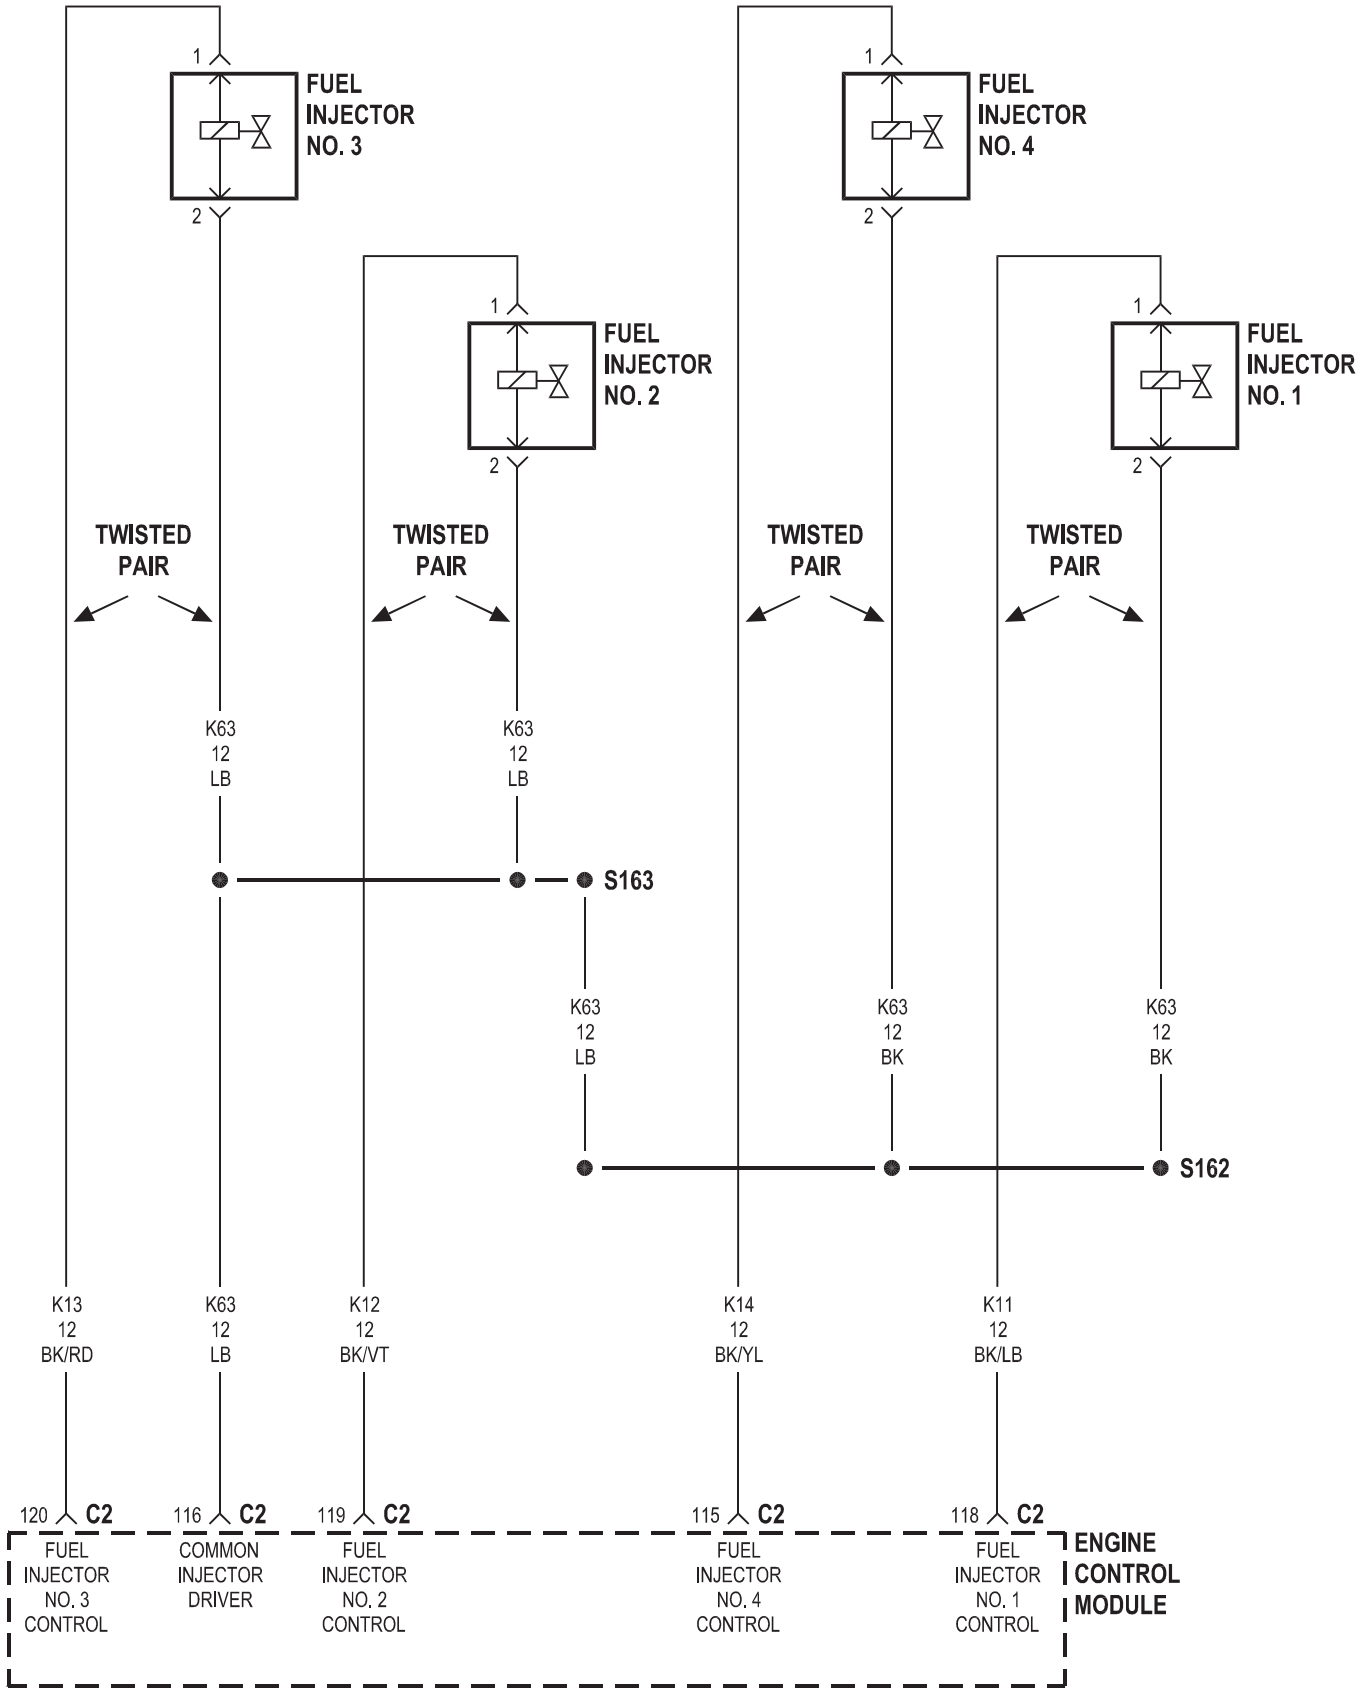 1
FUEL
INJECTOR
NO. 3
2
1
FUEL
INJECTOR
NO. 4
2
1
FUEL
INJECTOR
NO. 2
2
1
FUEL
INJECTOR
NO. 1
2
TWISTED
PAIR
TWISTED
PAIR
TWISTED
PAIR
TWISTED
PAIR
K63
12
LB
K63
12
LB
S163
K63
12
LB
K63
12
BK
K63
12
BK
S162
K13
12
BK/RD
K63
12
LB
K12
12
BK/VT
K14
12
BK/YL
K11
12
BK/LB
120 C2
116 C2
119 C2
115 C2
118 C2
FUEL
INJECTOR
NO. 3
CONTROL
COMMON
INJECTOR
DRIVER
FUEL
INJECTOR
NO. 2
CONTROL
FUEL
INJECTOR
NO. 4
CONTROL
FUEL
INJECTOR
NO. 1
CONTROL
ENGINE
CONTROL
MODULE